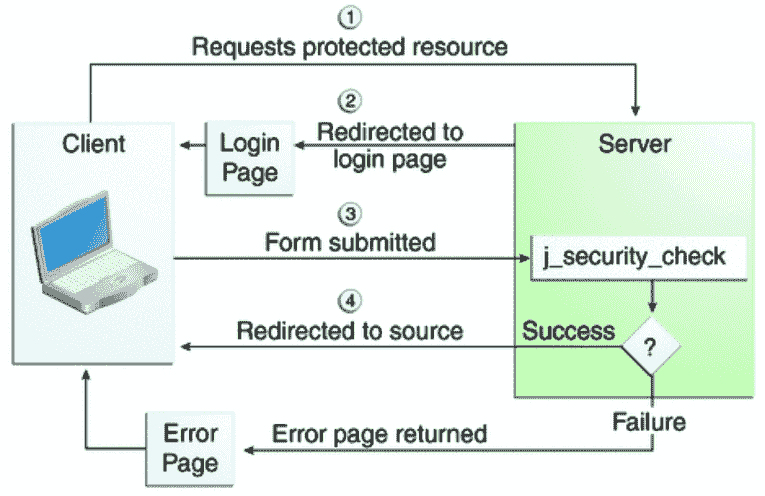 1
Requests protected resource
Client
2
Redirected to
login page
Login
Page
Server
3
Form submitted
j_security_check
4
Redirected to source
Success
?
Failure
Error page returned
Error
Page